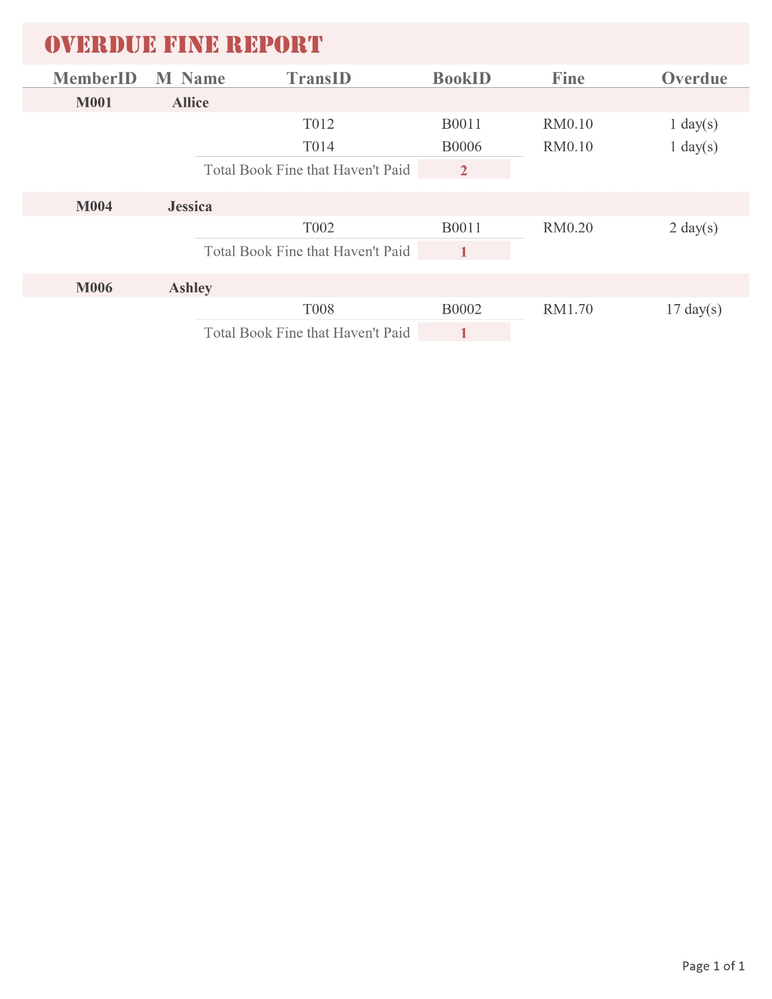 OVERDUE FINE REPORT
MemberID M Name TransID BookID Fine Overdue
M001 Allice
T012 B0011 RM0.10 1 day(s)
T014 B0006 RM0.10 1 day(s)
Total Book Fine that Haven't Paid 2
M004 Jessica
T002 B0011 RM0.20 2 day(s)
Total Book Fine that Haven't Paid 1
M006 Ashley
T008 B0002 RM1.70 17 day(s)
Total Book Fine that Haven't Paid 1
Page 1 of 1